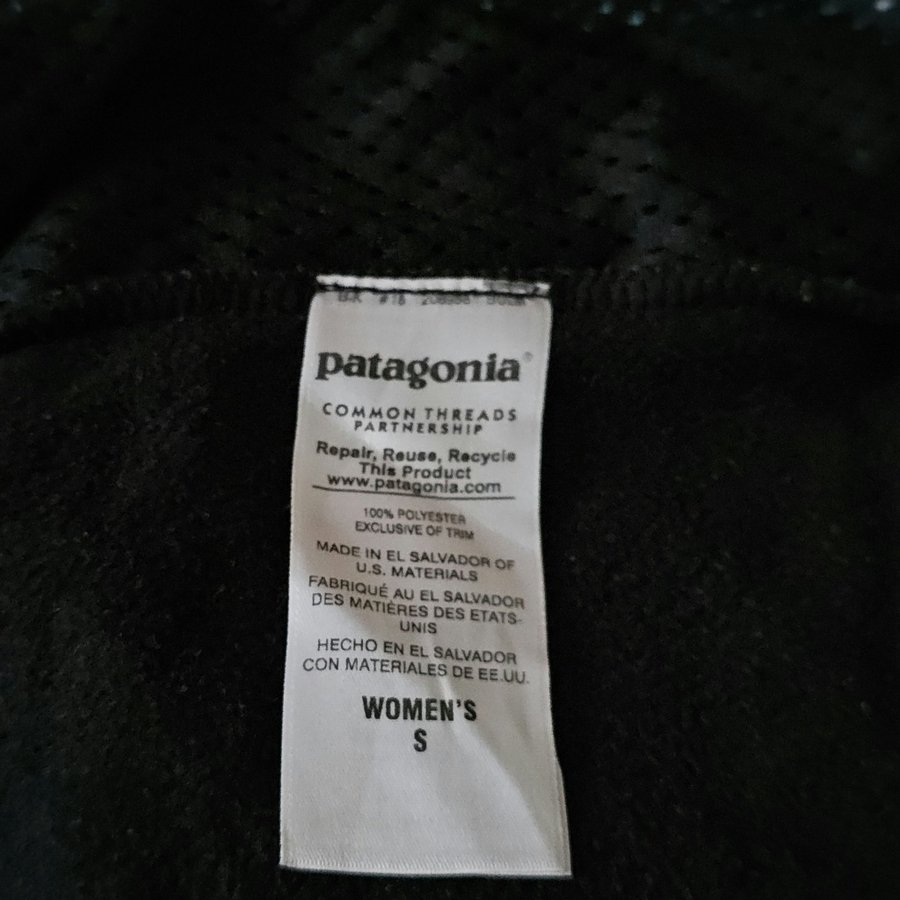 patagonia®
COMMON THREADS
PARTNERSHIP
Repair, Reuse, Recycle
This Product
www.patagonia.com
100% POLYESTER
EXCLUSIVE OF TRIM
MADE IN EL SALVADOR OF
U.S. MATERIALS
FABRIQUÉ AU EL SALVADOR
DES MATIÈRES DES ETATS-
UNIS
HECHO EN EL SALVADOR
CON MATERIALES DE EE.UU.
WOMEN'S
S